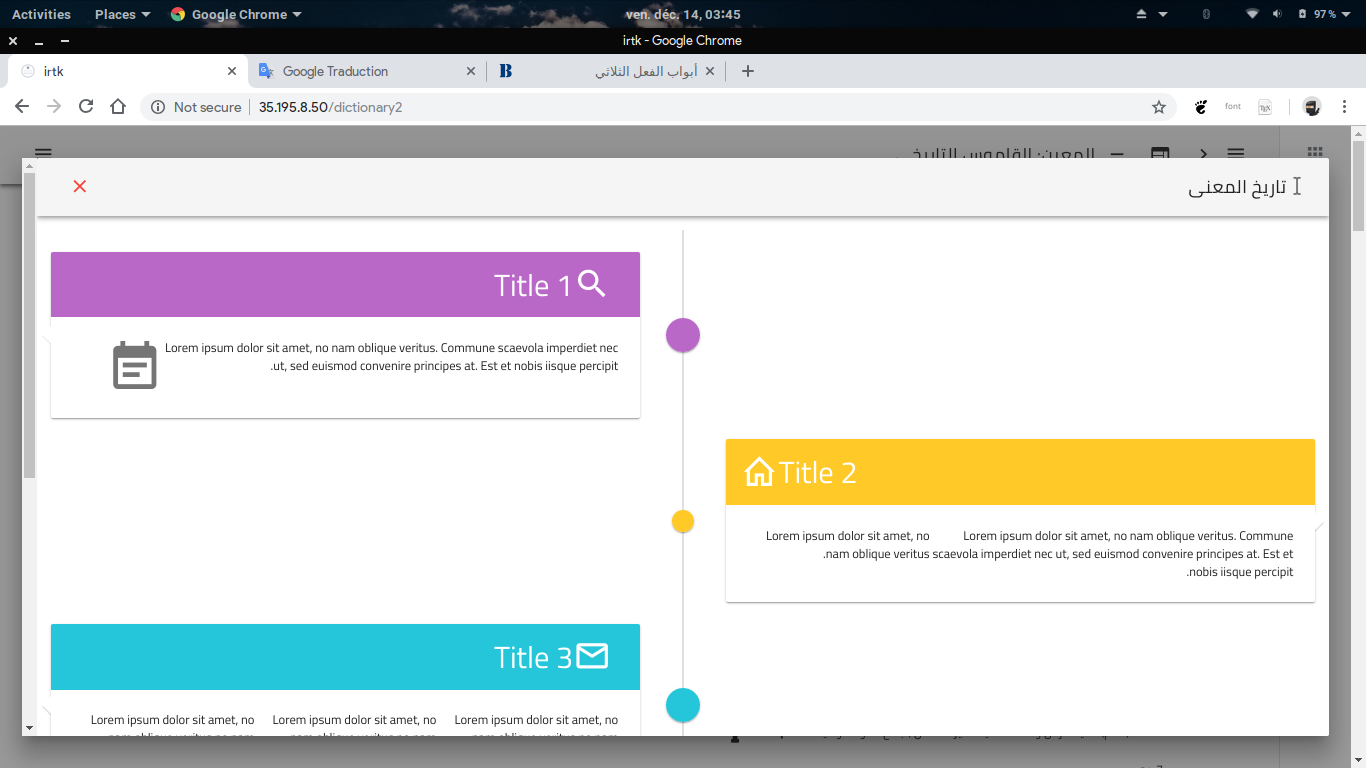 Activities Places Google Chrome ven. déc. 14, 03:45 97 %
irtk - Google Chrome
irtk Google Traduction أبواب الفعل الثلاثي
Not secure 35.195.8.50/dictionary2 font
المعين: القاموس التاريخي
تاريخ المعنى
Title 1
Lorem ipsum dolor sit amet, no nam oblique veritus. Commune scaevola imperdiet nec
.ut, sed euismod convenire principes at. Est et nobis iisque percipit
Title 2
Lorem ipsum dolor sit amet, no nam oblique veritus. Commune
scaevola imperdiet nec ut, sed euismod convenire principes at. Est et
.nobis iisque percipit
Lorem ipsum dolor sit amet, no
.nam oblique veritus
Title 3
Lorem ipsum dolor sit amet, no Lorem ipsum dolor sit amet, no Lorem ipsum dolor sit amet, no